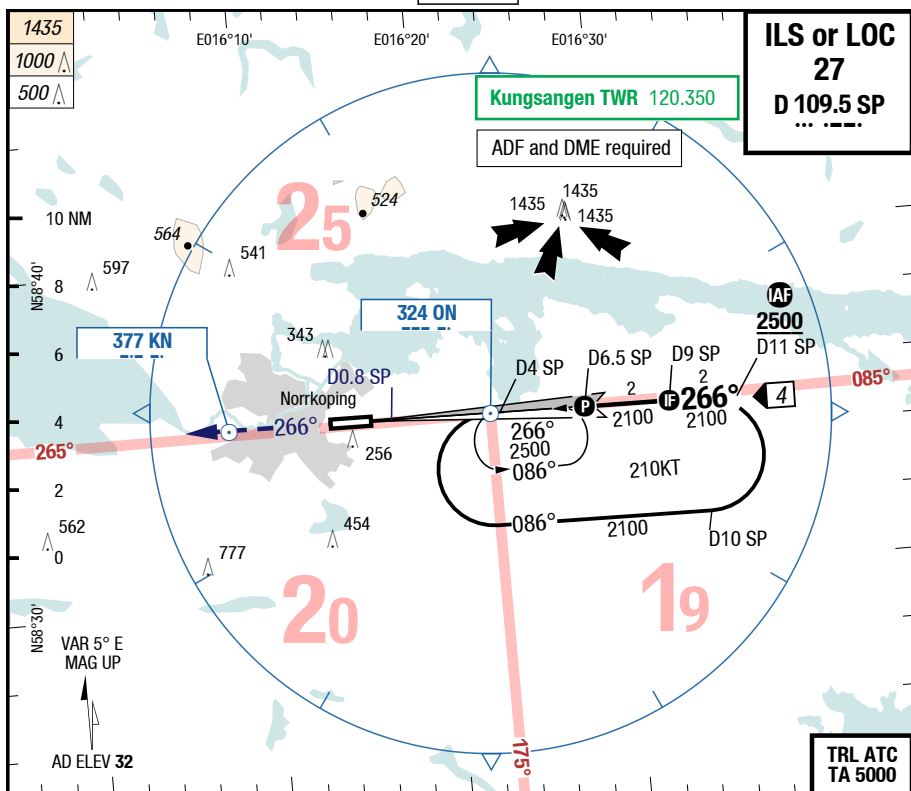 1435
1000
500
E016°10'
E016°20'
E016°30'
ILS or LOC
27
D 109.5 SP
Kungsangen TWR 120.350
ADF and DME required
1435
1435
1435
25
524
564
541
597
10 NM
8
6
4
2
0
N58°40'
N58°30'
377 KN
324 ON
343
D0.8 SP
Norrkoping
D4 SP
D6.5 SP
D9 SP
IAF
2500
D11 SP
085°
4
P
2
2100
IF
2
266°
2100
266°
256
265°
266°
2500
086°
210KT
086°
2100
D10 SP
562
777
454
20
19
175°
VAR 5° E
MAG UP
AD ELEV 32
TRL ATC
TA 5000